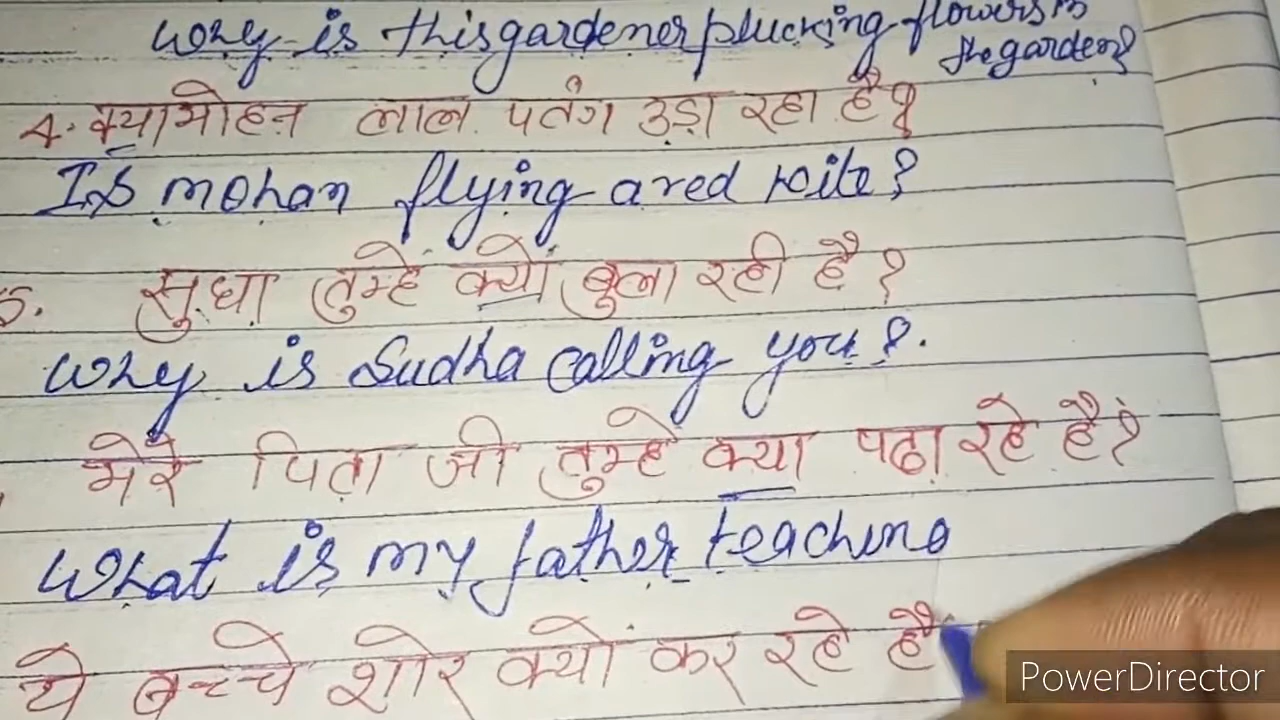 why is this gardener plucking flowers in
the garden?
4. क्या मोहन लाल पतंग उड़ा रहा है?
Is mohan flying a red kite?
5. सुधा तुम्हें क्यों बुला रही है?
why is Sudha calling you?.
मेरे पिता जी तुम्हे क्या पढा रहे है?
what is my father teaching
ये बच्चे शोर क्यों कर रहे है
PowerDirector